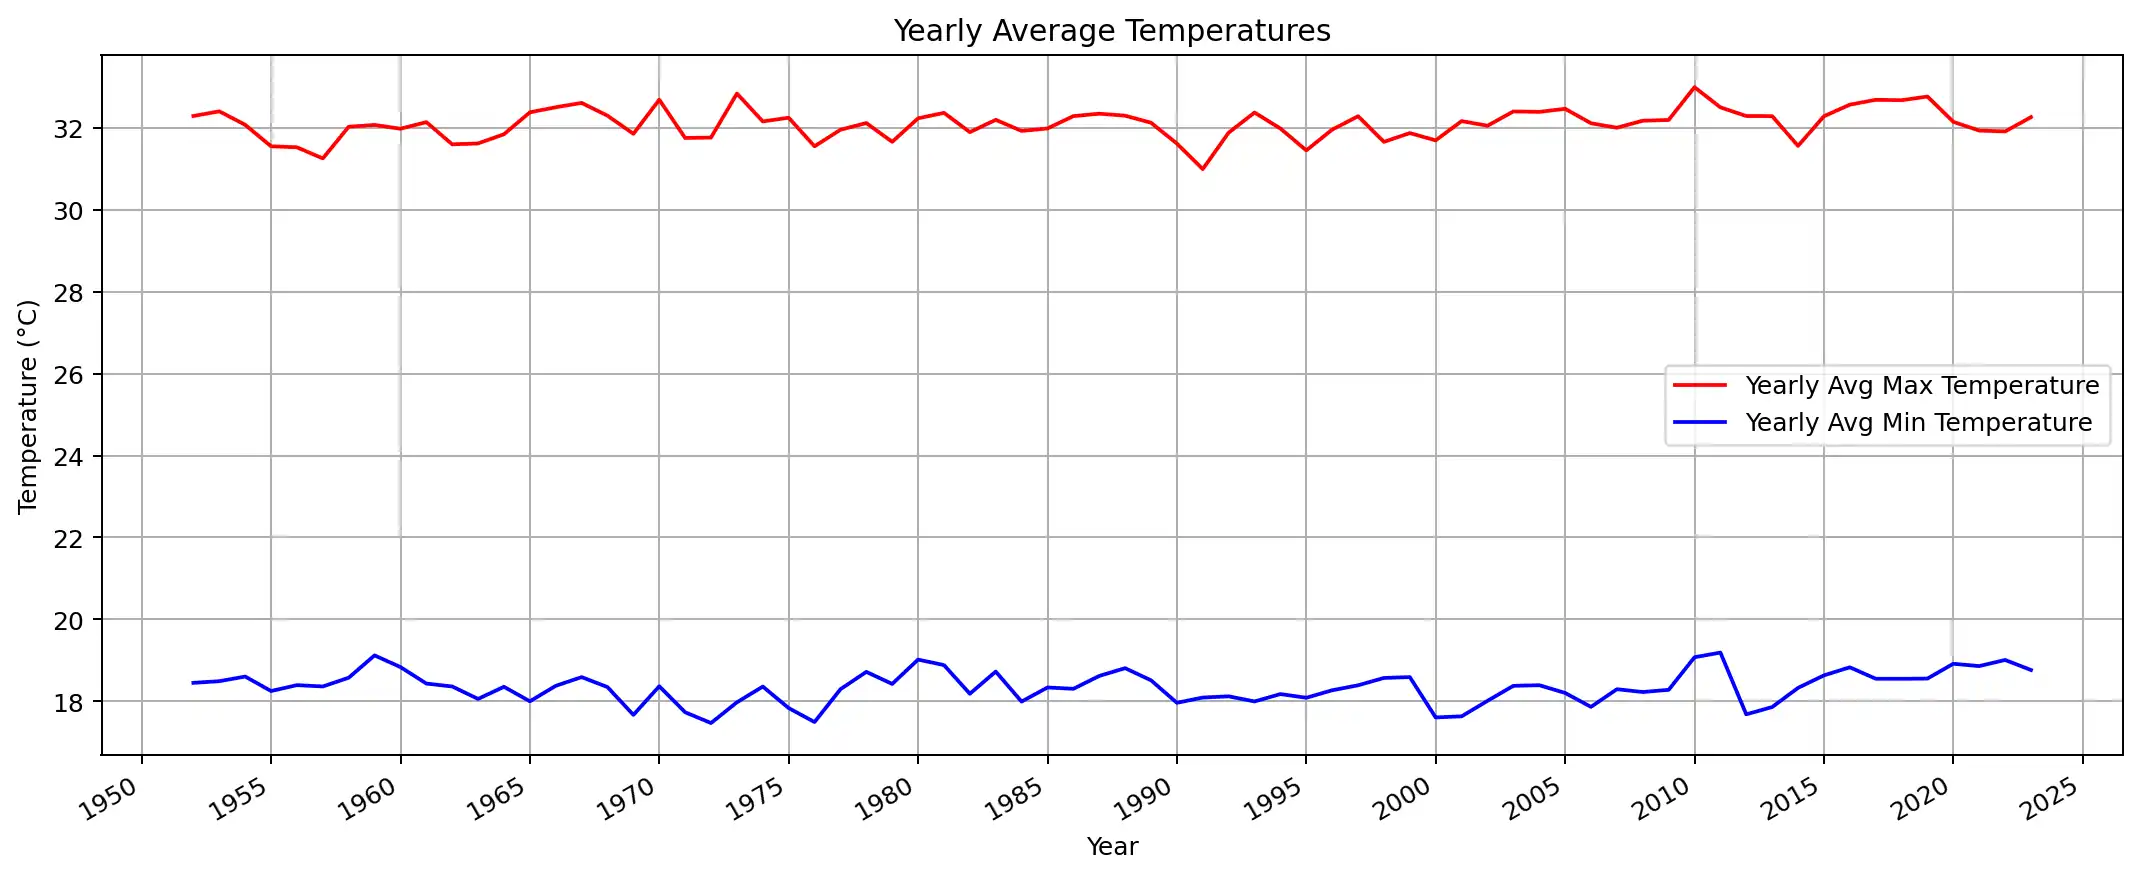 Yearly Average Temperatures
Temperature (°C)
32
30
28
26
24
22
20
18
Yearly Avg Max Temperature
Yearly Avg Min Temperature
1950 1955 1960 1965 1970 1975 1980 1985 1990 1995 2000 2005 2010 2015 2020 2025
Year